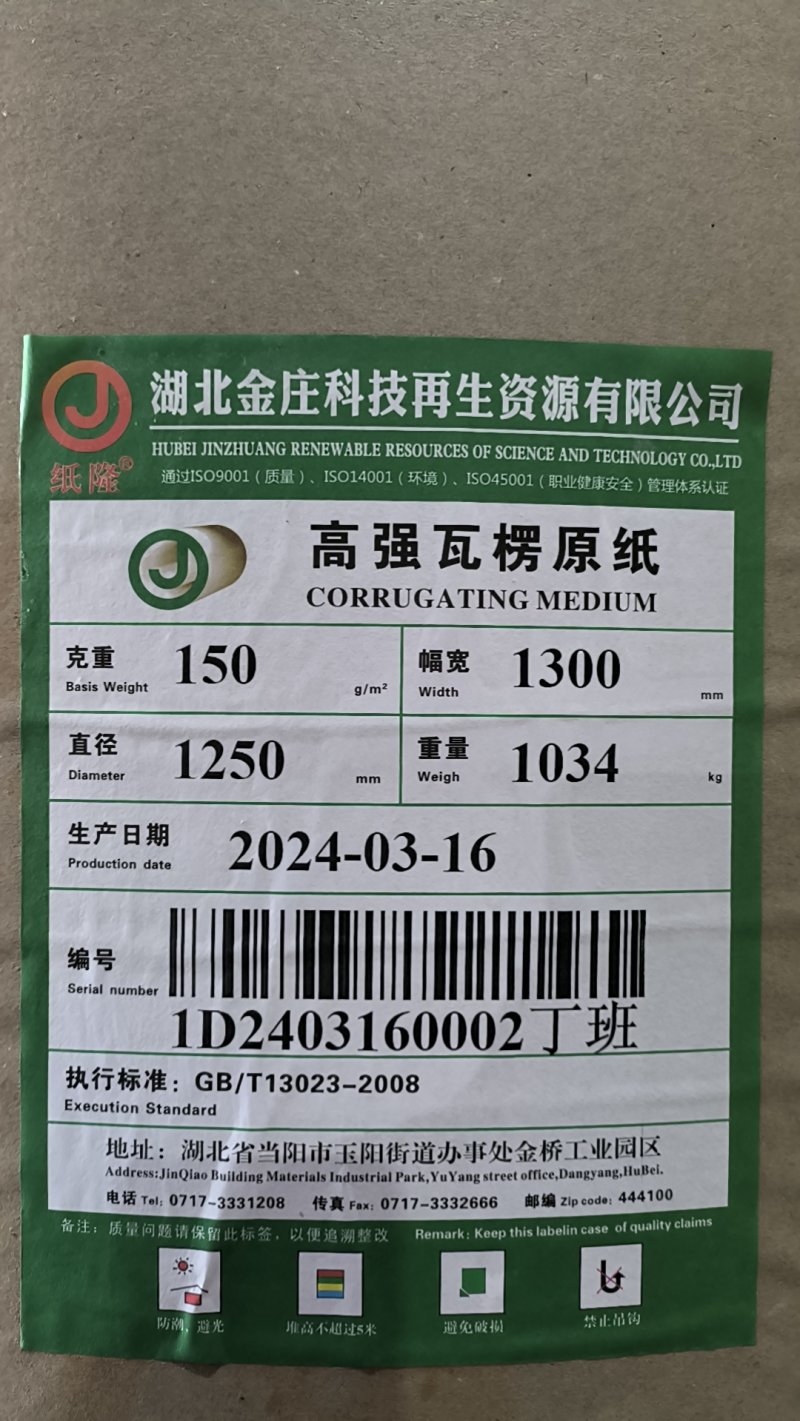 湖北金庄科技再生资源有限公司
HUBEI JINZHUANG RENEWABLE RESOURCES OF SCIENCE AND TECHNOLOGY CO.,LTD
纸隆®
通过ISO9001（质量）、ISO14001（环境）、ISO45001（职业健康安全）管理体系认证
高强瓦楞原纸
CORRUGATING MEDIUM
克重 150 g/m²
Basis Weight
幅宽 1300 mm
Width
直径 1250 mm
Diameter
重量 1034 kg
Weigh
生产日期 2024-03-16
Production date
编号
Serial number
1D2403160002丁班
执行标准：GB/T13023-2008
Execution Standard
地址：湖北省当阳市玉阳街道办事处金桥工业园区
Address:JinQiao Building Materials Industrial Park,YuYang street office,Dangyang,HuBei.
电话 Tel: 0717-3331208 传真 Fax: 0717-3332666 邮编 Zip code: 444100
备注：质量问题请保留此标签，以便追溯整改 Remark: Keep this labelin case of quality claims
防潮、避光 堆高不超过5米 避免破损 禁止吊钩